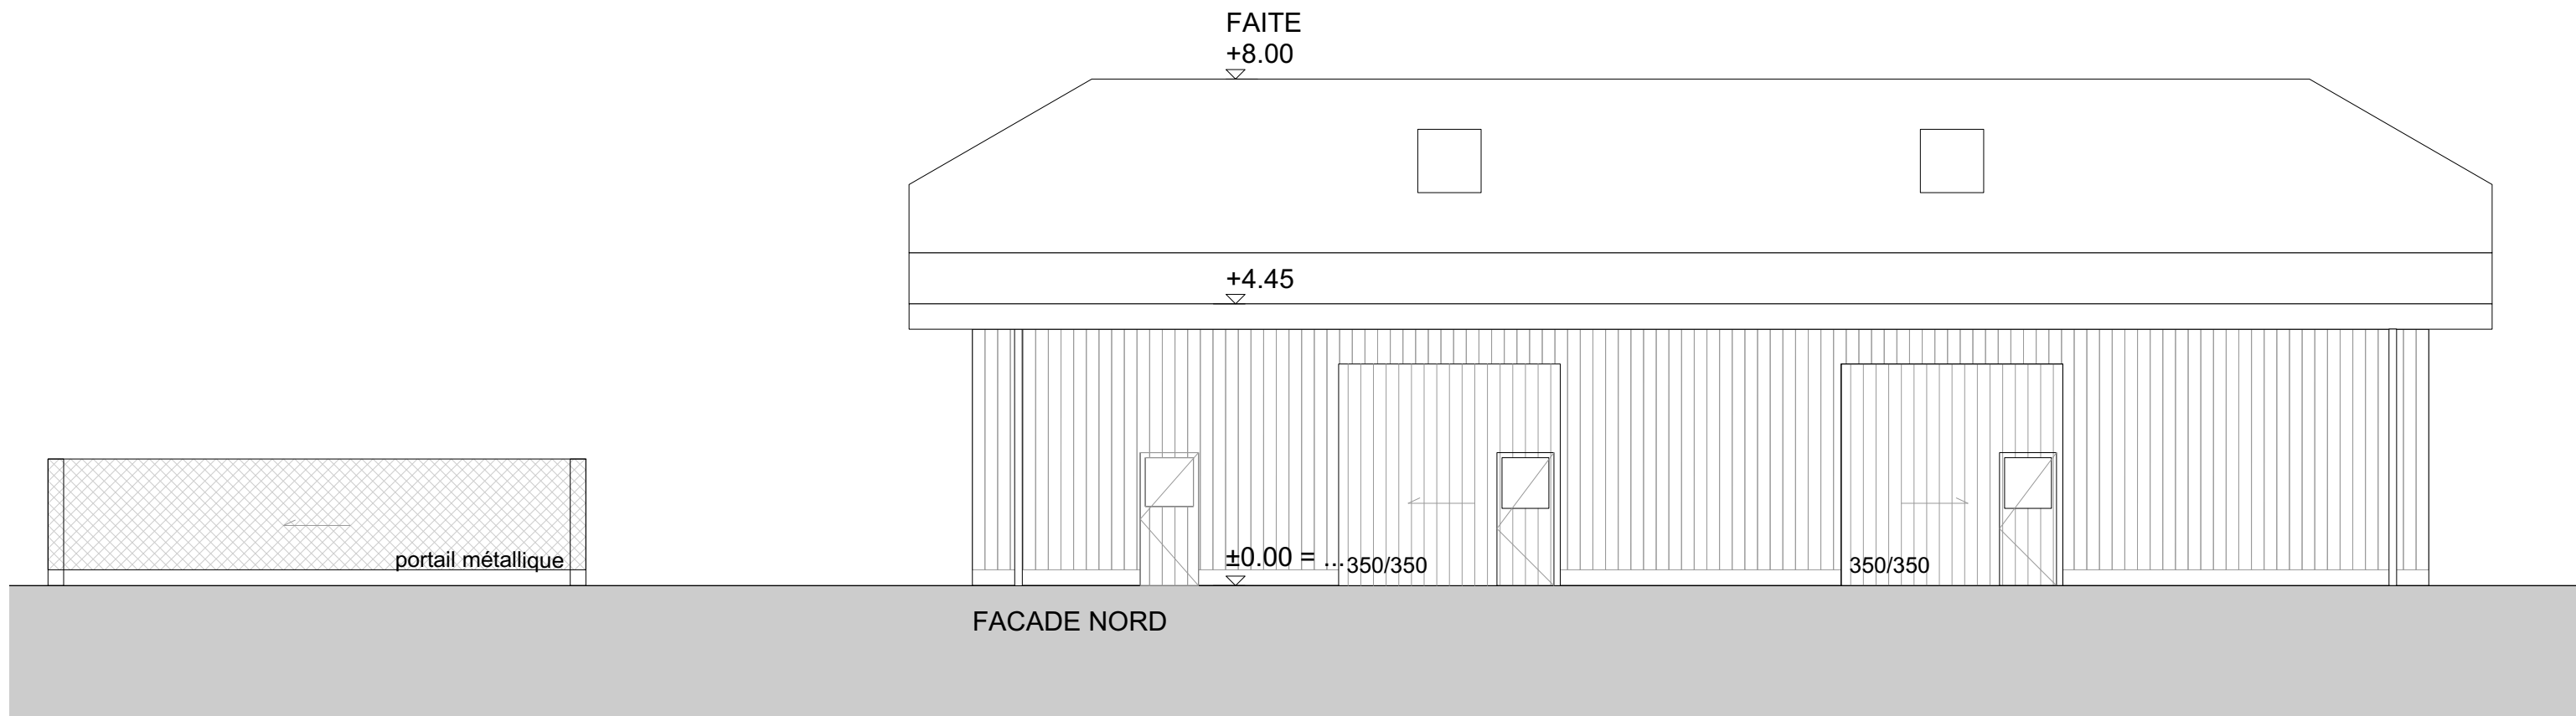 FAITE
+8.00
+4.45
portail métallique
±0.00 = ...
350/350
350/350
FACADE NORD